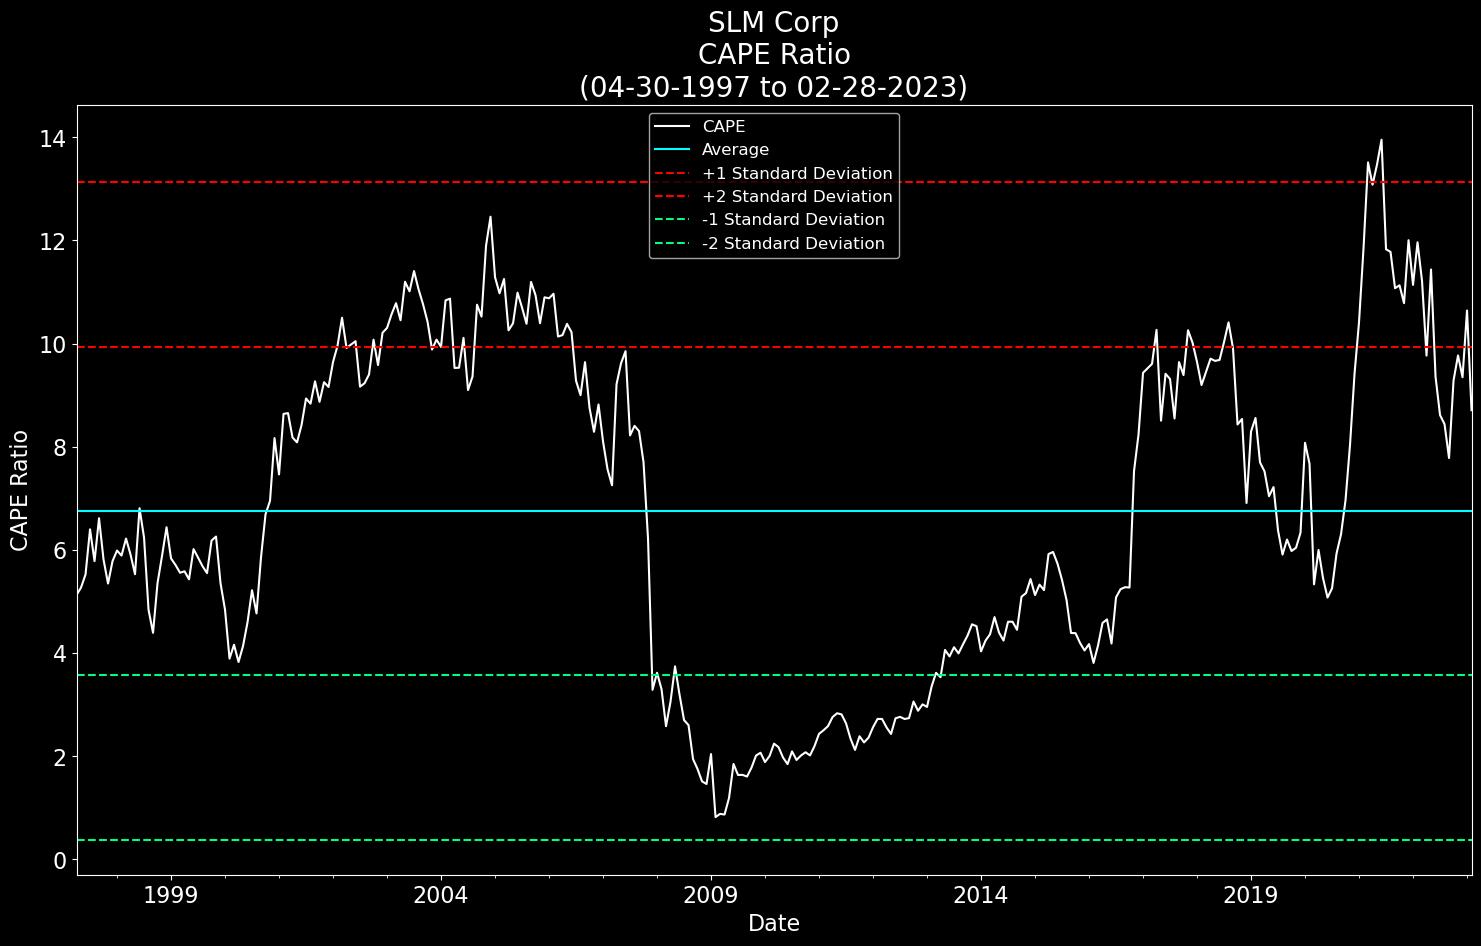 SLM Corp
CAPE Ratio
(04-30-1997 to 02-28-2023)
CAPE
Average
+1 Standard Deviation
+2 Standard Deviation
-1 Standard Deviation
-2 Standard Deviation
14
12
10
8
6
4
2
0
CAPE Ratio
1999 2004 2009 2014 2019
Date